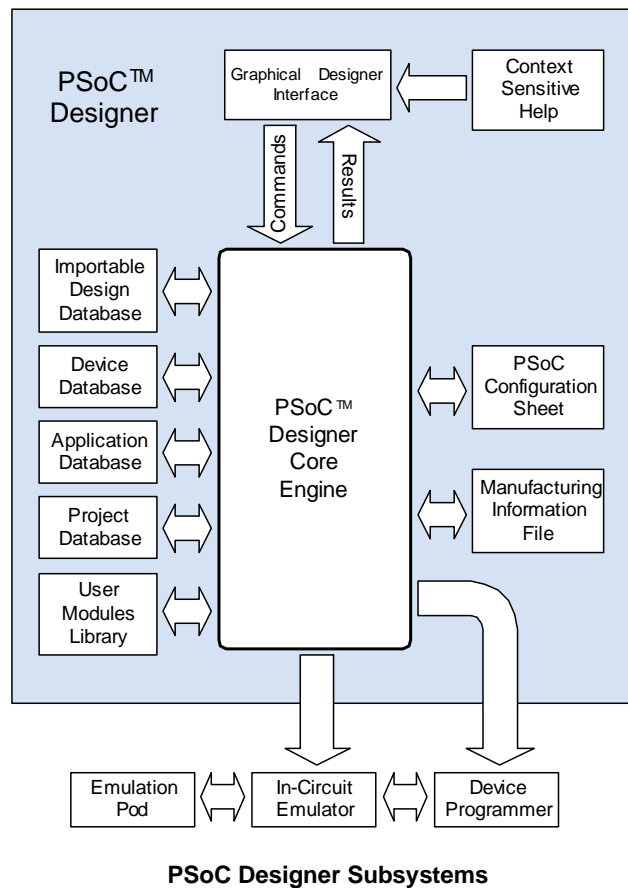 PSoC™
Designer
Graphical Designer
Interface
Context
Sensitive
Help
Commands
Results
Importable
Design
Database
Device
Database
Application
Database
Project
Database
User
Modules
Library
PSoC™
Designer
Core
Engine
PSoC
Configuration
Sheet
Manufacturing
Information
File
Emulation
Pod
In-Circuit
Emulator
Device
Programmer
PSoC Designer Subsystems